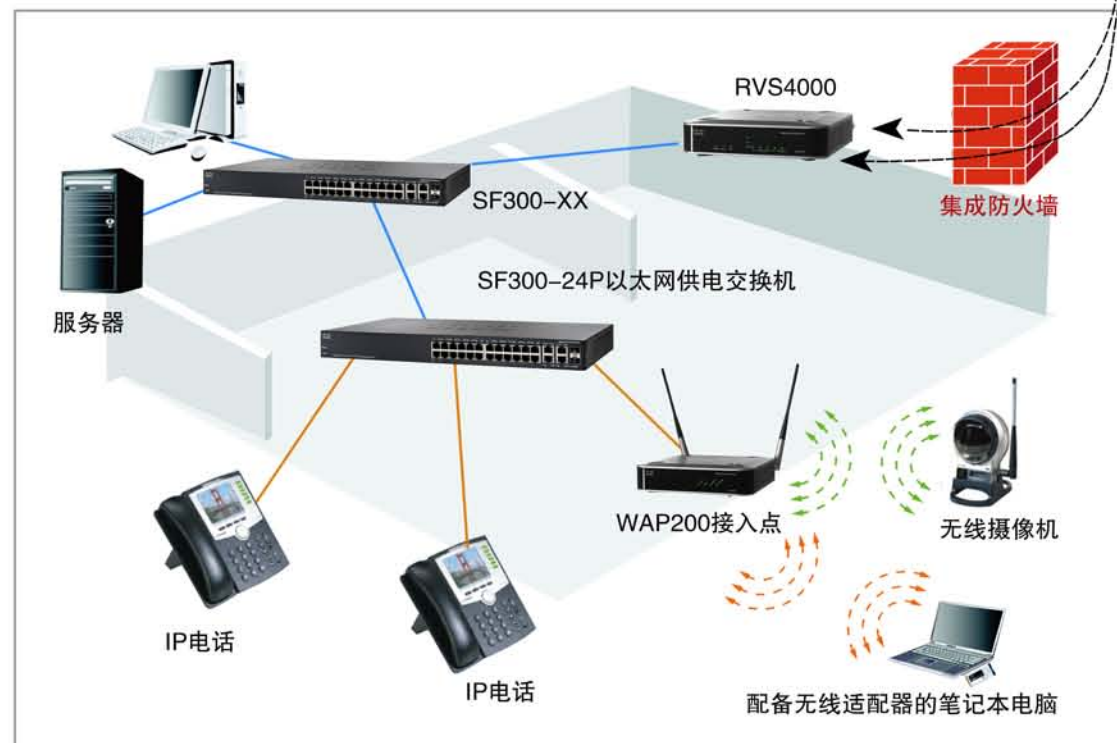 RVS4000
集成防火墙
SF300-XX
SF300-24P以太网供电交换机
服务器
WAP200接入点
无线摄像机
IP电话
IP电话
配备无线适配器的笔记本电脑